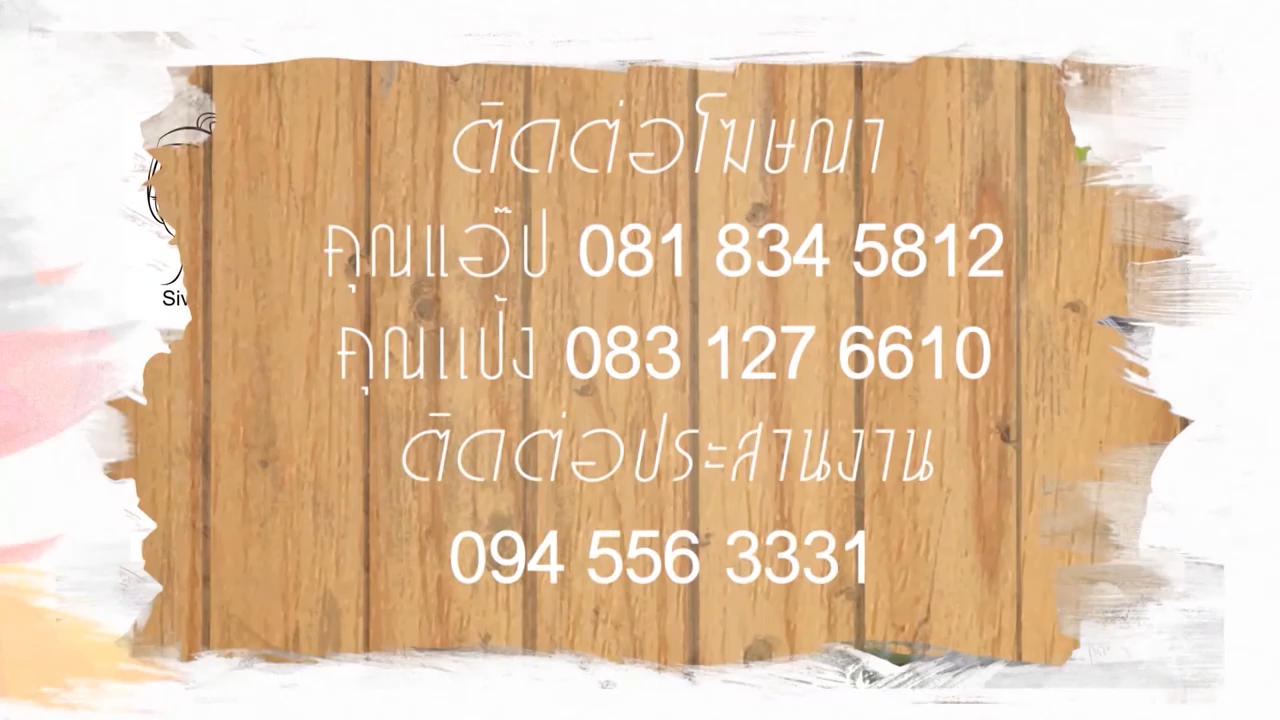 ติดต่อโฆษณา
คุณแอ๊ป 081 834 5812
คุณแป้ง 083 127 6610
ติดต่อประสานงาน
094 556 3331